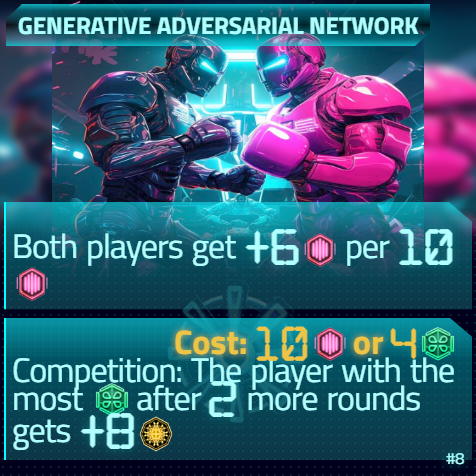 GENERATIVE ADVERSARIAL NETWORK
Both players get +6 per 10
Cost: 10 or 4
Competition: The player with the
most after 2 more rounds
gets +8
#8